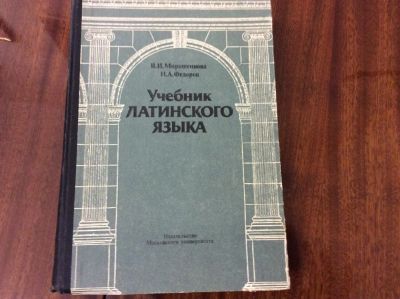 В.И.Мирошенкова
Н.А.Федоров
Учебник
ЛАТИНСКОГО
ЯЗЫКА
Издательство
Московского университета